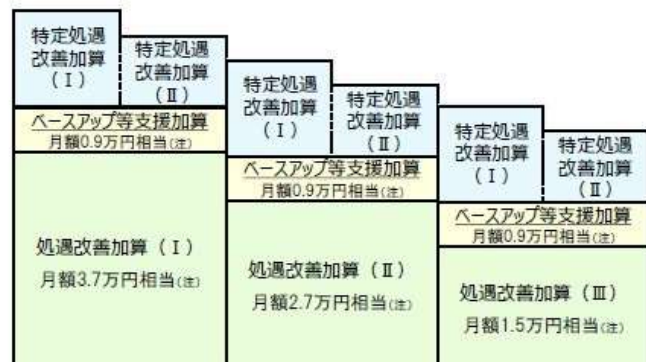 特定処遇
改善加算
(Ⅰ)
特定処遇
改善加算
(Ⅱ)
ベースアップ等支援加算
月額0.9万円相当(注)
処遇改善加算(Ⅰ)
月額3.7万円相当(注)
特定処遇
改善加算
(Ⅰ)
特定処遇
改善加算
(Ⅱ)
ベースアップ等支援加算
月額0.9万円相当(注)
処遇改善加算(Ⅱ)
月額2.7万円相当(注)
特定処遇
改善加算
(Ⅰ)
特定処遇
改善加算
(Ⅱ)
ベースアップ等支援加算
月額0.9万円相当(注)
処遇改善加算(Ⅲ)
月額1.5万円相当(注)